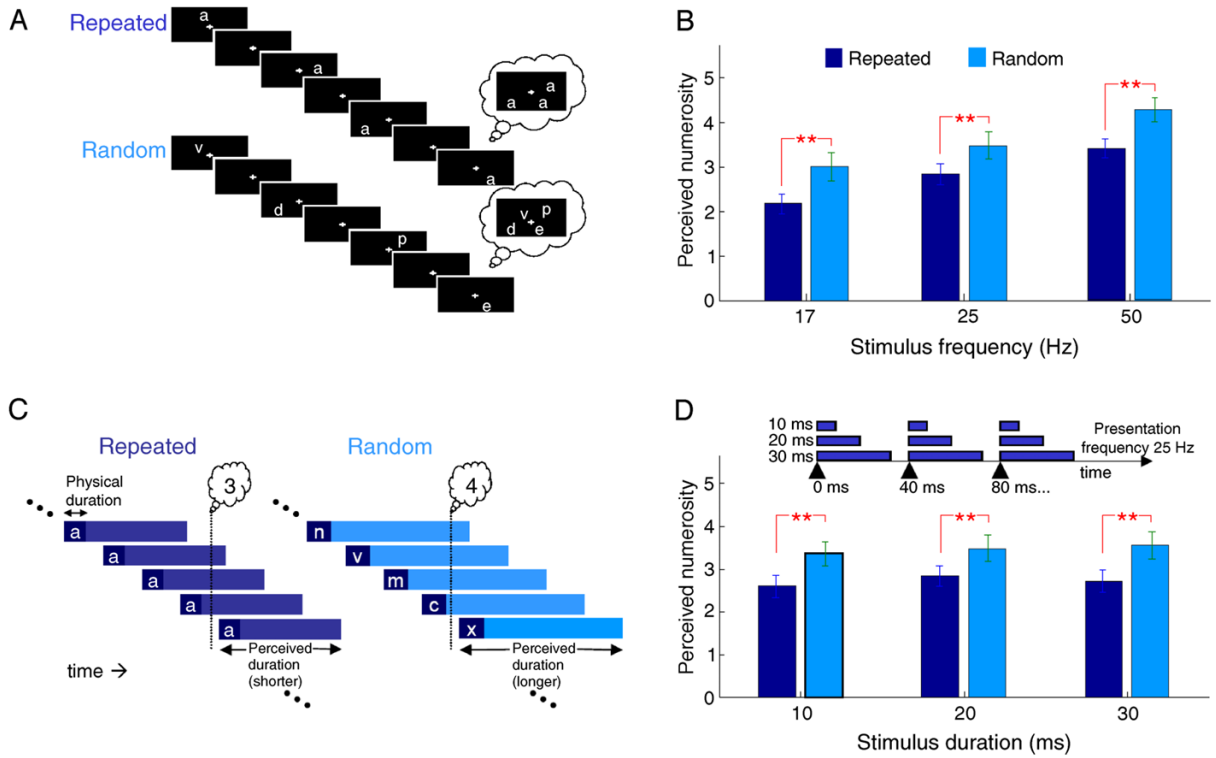 A
Repeated
a
a
a
a
a
a a
Random
v
d
p
e
v p
d e
B
Repeated
Random
Perceived numerosity
5
4
3
2
1
0
**
**
**
17
25
50
Stimulus frequency (Hz)
C
Repeated
Random
Physical
duration
3
4
a
a
a
a
a
n
v
m
c
x
time →
Perceived
duration
(shorter)
Perceived
duration
(longer)
D
10 ms
20 ms
30 ms
Presentation
frequency 25 Hz
time
0 ms
40 ms
80 ms...
Perceived numerosity
5
4
3
2
1
0
**
**
**
10
20
30
Stimulus duration (ms)